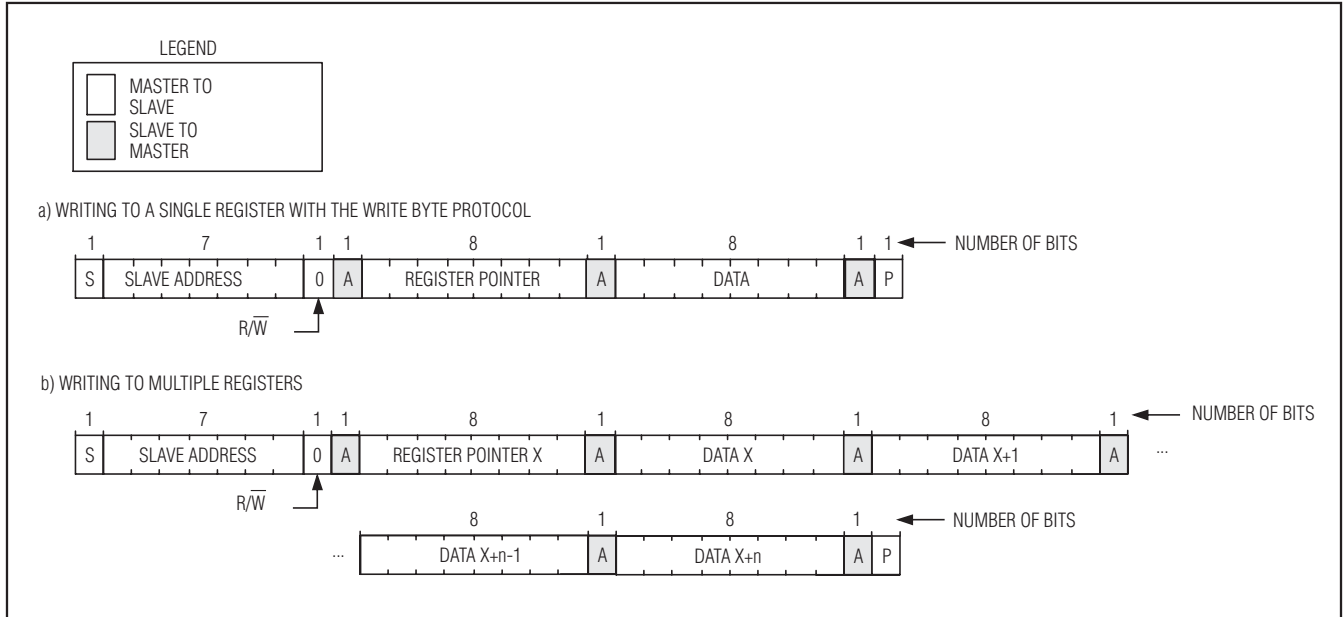 LEGEND
MASTER TO
SLAVE
SLAVE TO
MASTER
a) WRITING TO A SINGLE REGISTER WITH THE WRITE BYTE PROTOCOL
1 7 1 1 8 1 8 1 1 NUMBER OF BITS
S SLAVE ADDRESS 0 A REGISTER POINTER A DATA A P
R/W̅
b) WRITING TO MULTIPLE REGISTERS
1 7 1 1 8 1 8 1 8 1 NUMBER OF BITS
S SLAVE ADDRESS 0 A REGISTER POINTER X A DATA X A DATA X+1 A ...
R/W̅
8 1 8 1 NUMBER OF BITS
... DATA X+n-1 A DATA X+n A P